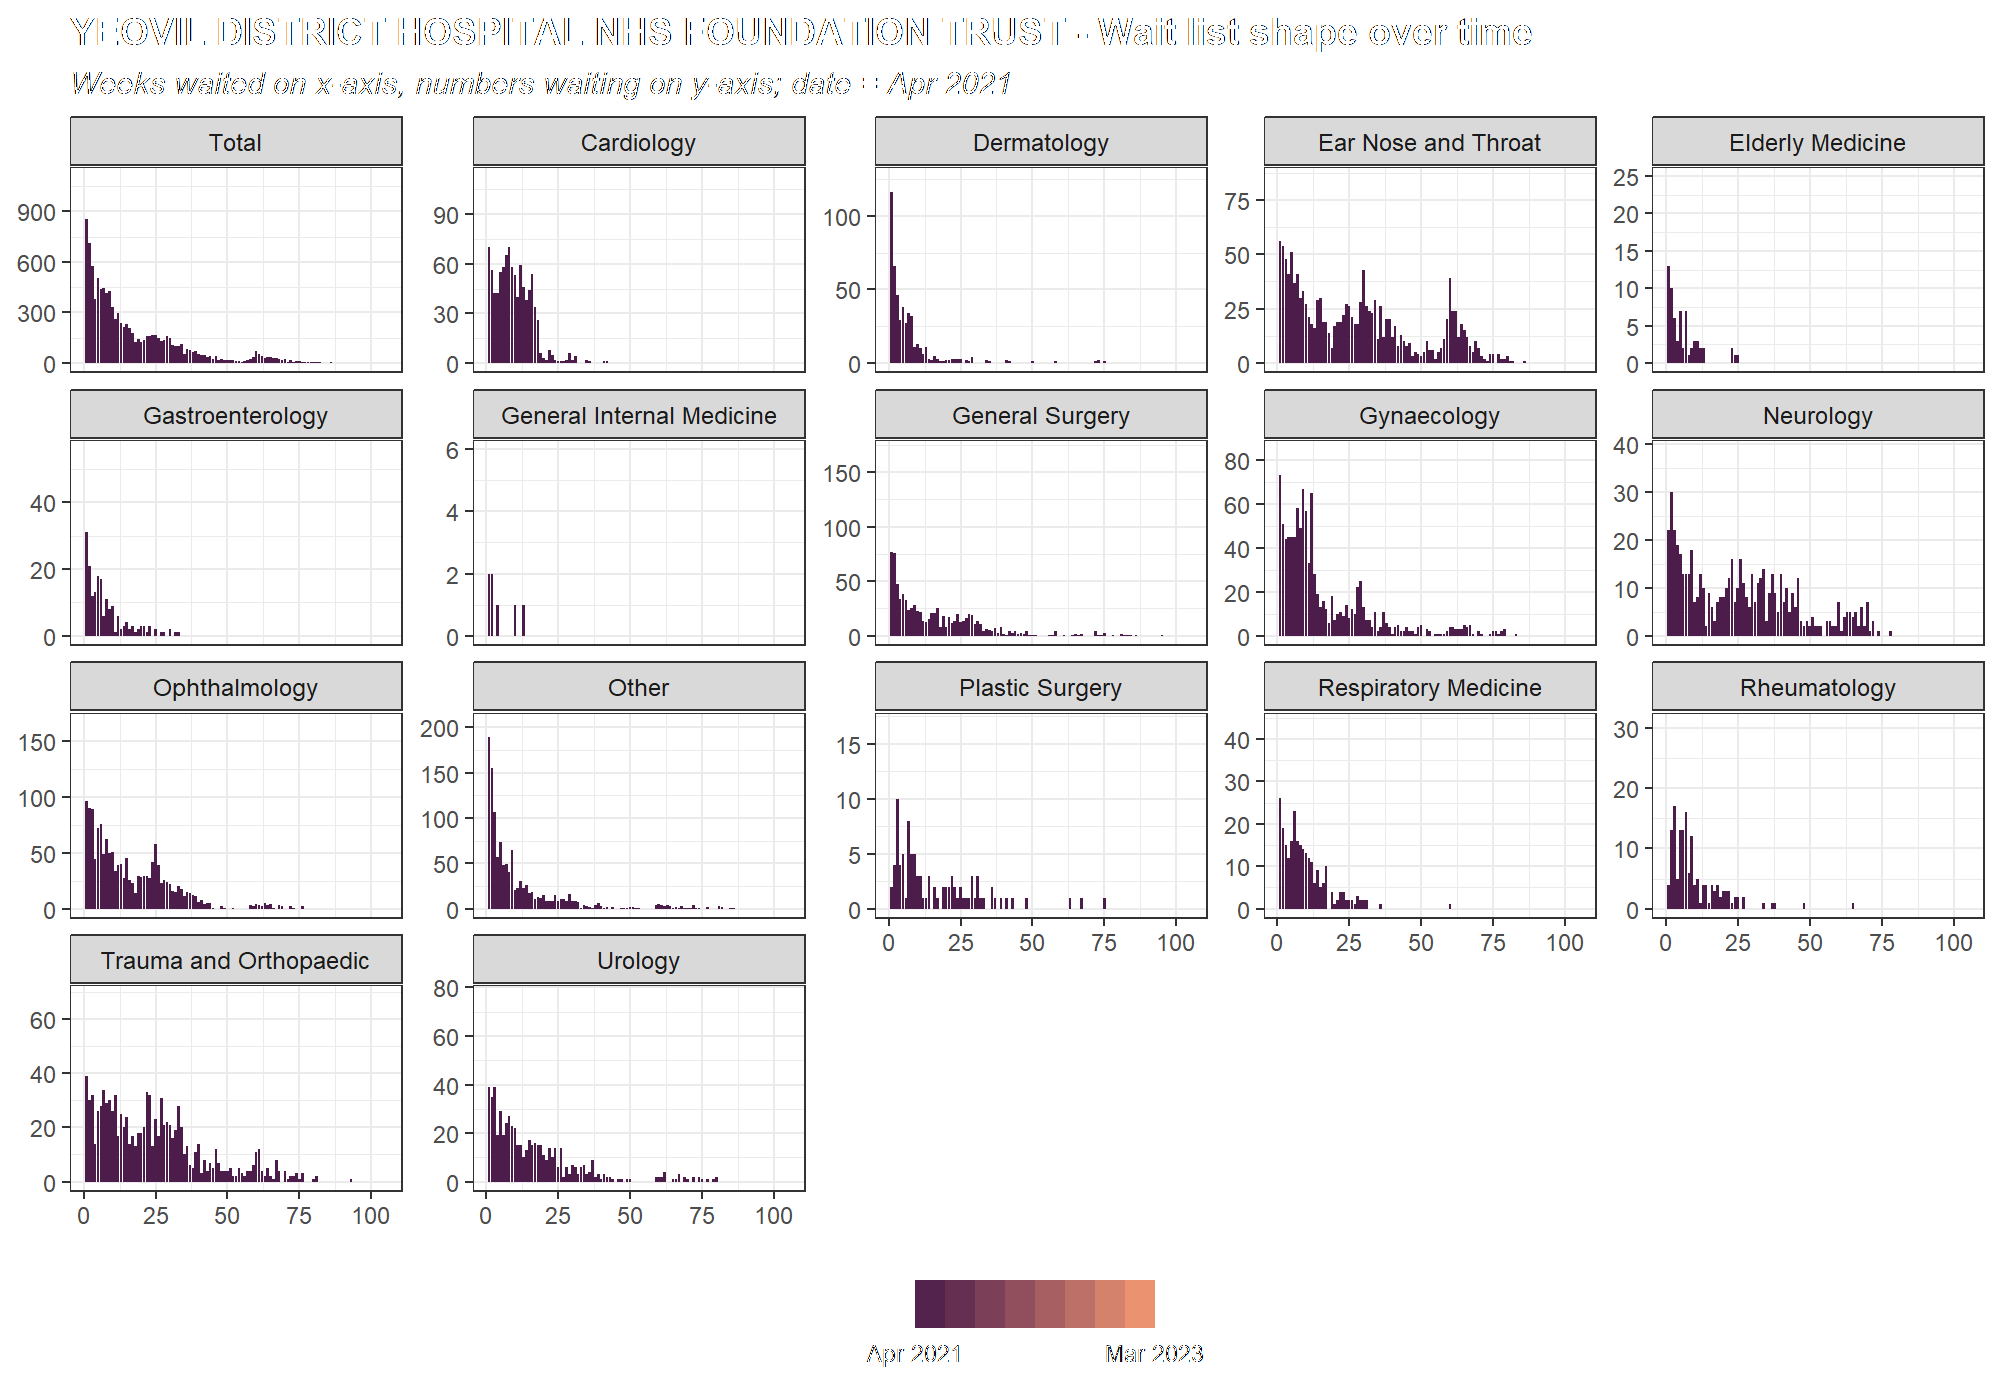 YEOVIL DISTRICT HOSPITAL NHS FOUNDATION TRUST - Wait list shape over time
Weeks waited on x-axis, numbers waiting on y-axis; date = Apr 2021
Total Cardiology Dermatology Ear Nose and Throat Elderly Medicine
900 600 300 0
90 60 30 0
100 50 0
75 50 25 0
25 20 15 10 5 0
Gastroenterology General Internal Medicine General Surgery Gynaecology Neurology
40 20 0
6 4 2 0
150 100 50 0
80 60 40 20 0
40 30 20 10 0
Ophthalmology Other Plastic Surgery Respiratory Medicine Rheumatology
150 100 50 0
200 150 100 50 0
15 10 5 0
40 30 20 10 0
30 20 10 0
0 25 50 75 100 0 25 50 75 100 0 25 50 75 100
Trauma and Orthopaedic Urology
60 40 20 0
80 60 40 20 0
0 25 50 75 100 0 25 50 75 100
Apr 2021 Mar 2023